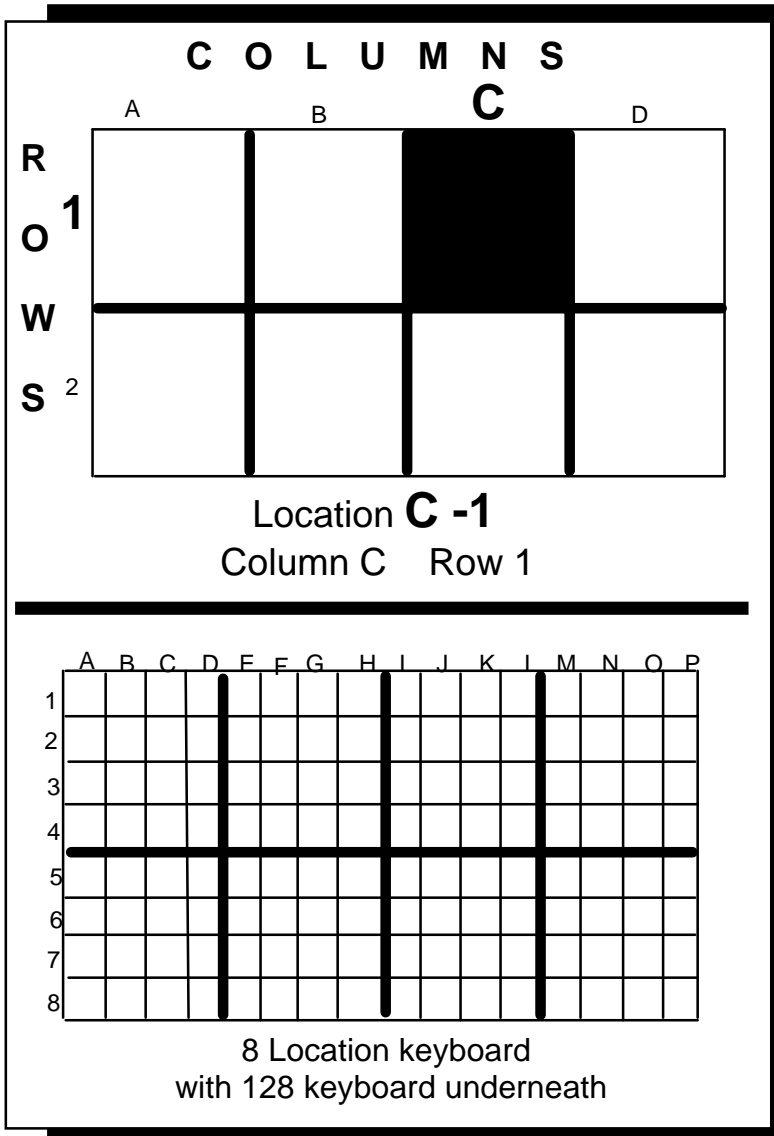 C O L U M N S
A B C D
R
1
O
W
S 2
Location C -1
Column C Row 1
A B C D E F G H I J K L M N O P
1
2
3
4
5
6
7
8
8 Location keyboard
with 128 keyboard underneath